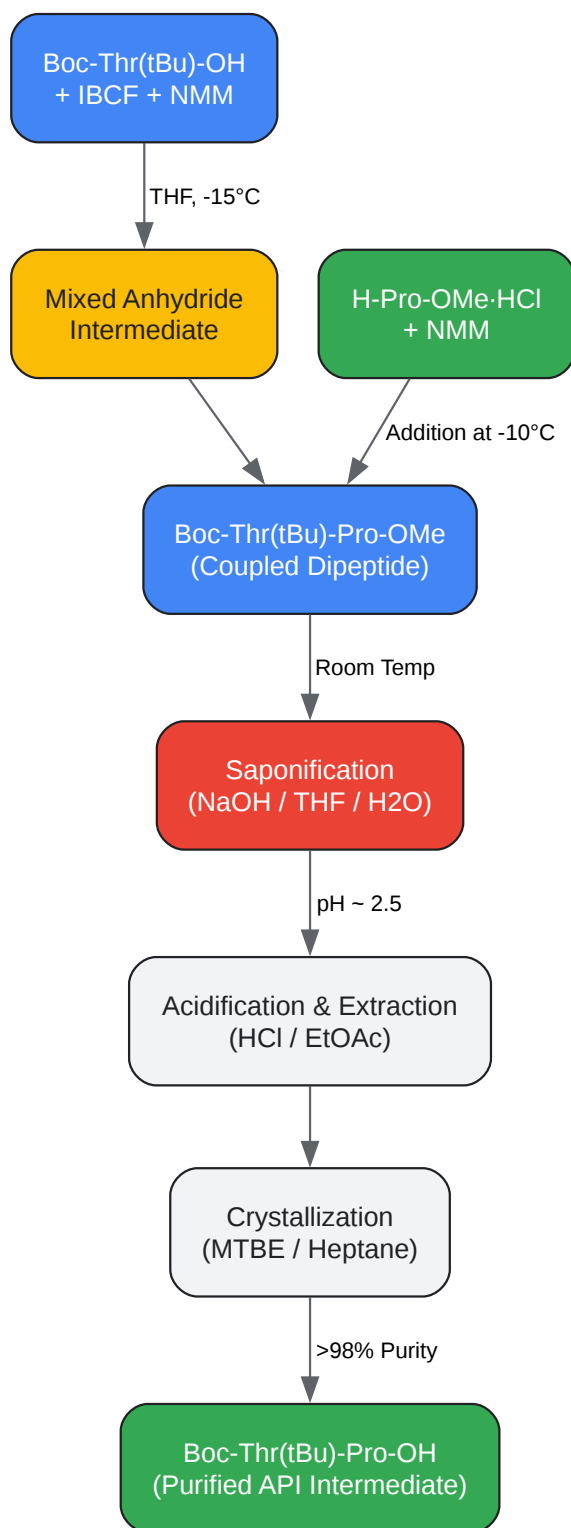 Boc-Thr(tBu)-OH
+ IBCF + NMM
THF, -15°C
Mixed Anhydride
Intermediate
H-Pro-OMe·HCl
+ NMM
Addition at -10°C
Boc-Thr(tBu)-Pro-OMe
(Coupled Dipeptide)
Room Temp
Saponification
(NaOH / THF / H2O)
pH ~ 2.5
Acidification & Extraction
(HCl / EtOAc)
Crystallization
(MTBE / Heptane)
>98% Purity
Boc-Thr(tBu)-Pro-OH
(Purified API Intermediate)